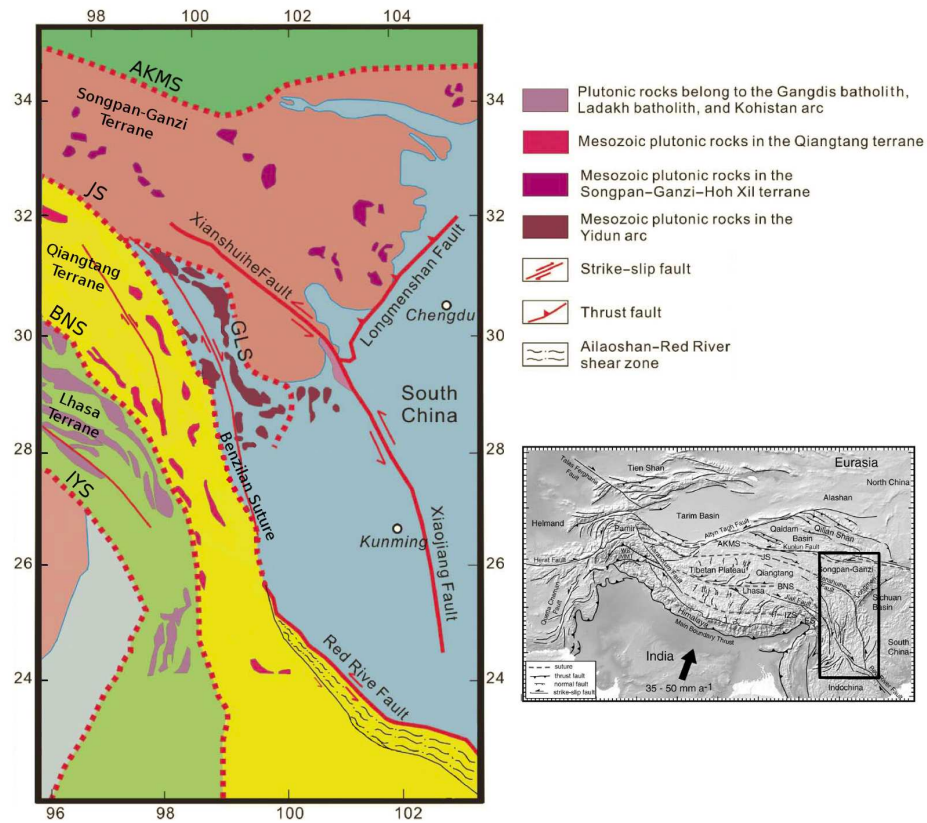 98
100
102
104
34
32
30
28
26
24
96
98
100
102
AKMS
Songpan-Ganzi
Terrane
JS
XianshuiheFault
Qiangtang
Terrane
Longmenshan Fault
Chengdu
BNS
GLS
South
China
Lhasa
Terrane
Benzilan Suture
IYS
Kunming
Xiaojiang Fault
Red Rive Fault
Plutonic rocks belong to the Gangdis batholith,
Ladakh batholith, and Kohistan arc
Mesozoic plutonic rocks in the Qiangtang terrane
Mesozoic plutonic rocks in the
Songpan-Ganzi-Hoh Xil terrane
Mesozoic plutonic rocks in the
Yidun arc
Strike-slip fault
Thrust fault
Ailaoshan-Red River
shear zone
Tien Shan
Eurasia
Talas Ferghana
Fault
North China
Alashan
Helmand
Tarim Basin
Pamir
Altyn Tagh Fault
Qaidam
Basin
Qilian Shan
AKMS
Kunlun Fault
Herat Fault
JS
Songpan-Ganzi
Tibetan Plateau
Qiangtang
BNS
Lhasa
Sichuan
Basin
IZS
Himalaya
Main Boundary Thrust
South
China
India
35 - 50 mm a-1
Indochina
suture
thrust fault
normal fault
strike-slip fault